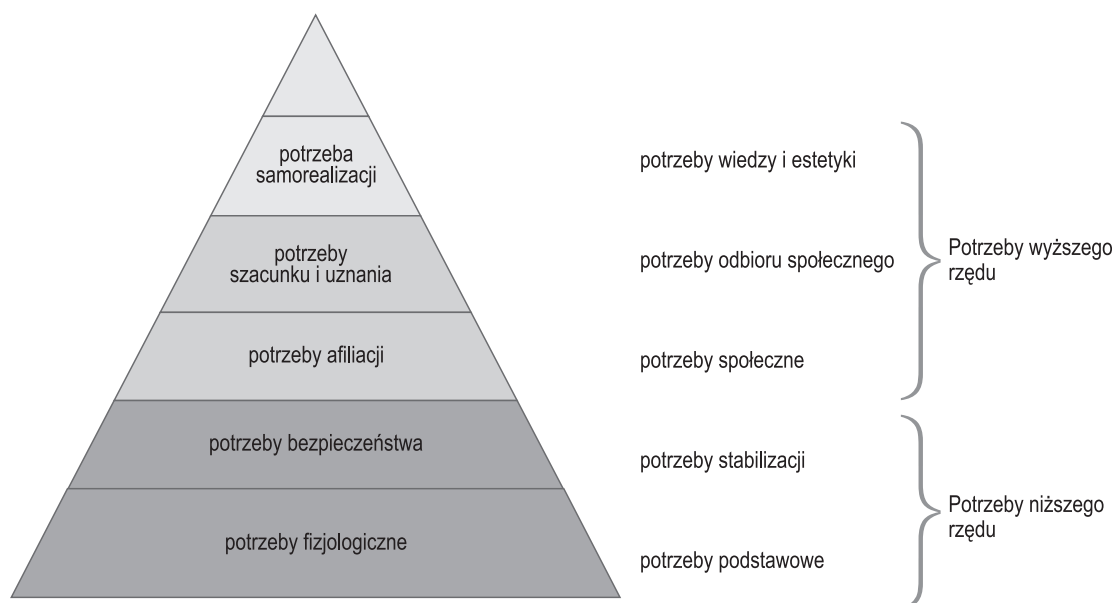 potrzeba
samorealizacji
potrzeby wiedzy i estetyki
potrzeby
szacunku i uznania
potrzeby odbioru społecznego
Potrzeby wyższego
rzędu
potrzeby afiliacji
potrzeby społeczne
potrzeby bezpieczeństwa
potrzeby stabilizacji
Potrzeby niższego
rzędu
potrzeby fizjologiczne
potrzeby podstawowe